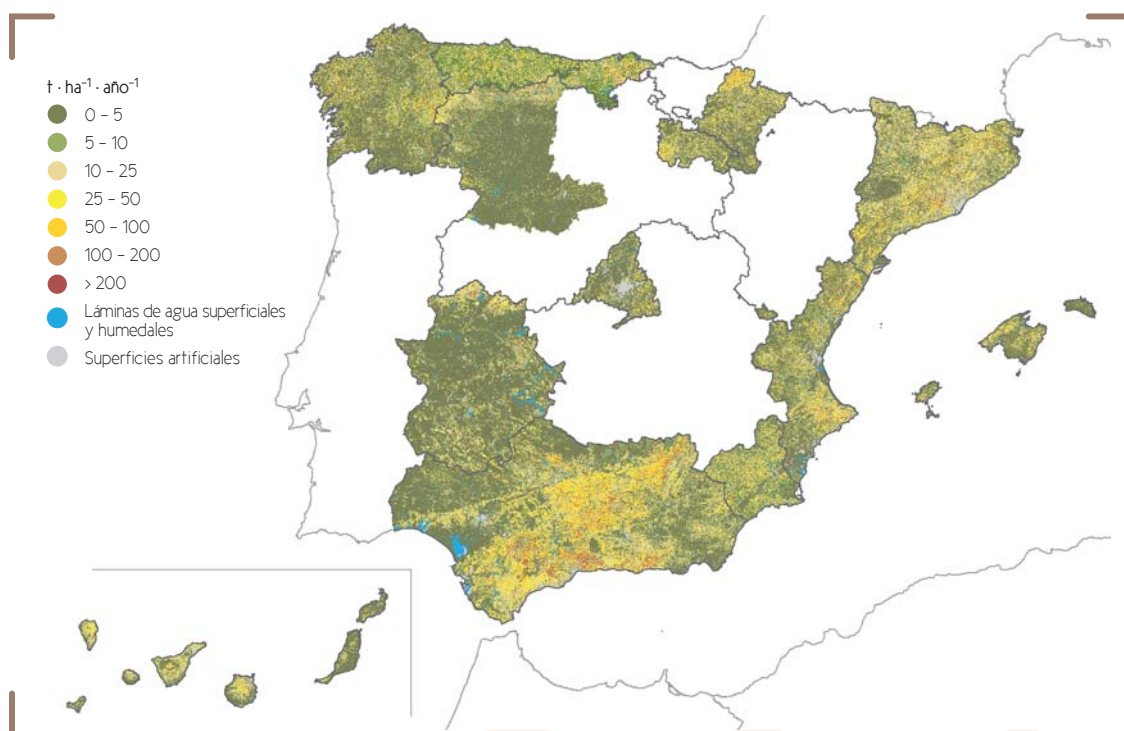 t · ha⁻¹ · año⁻¹
0 – 5
5 – 10
10 – 25
25 – 50
50 – 100
100 – 200
> 200
Láminas de agua superficiales
y humedales
Superficies artificiales